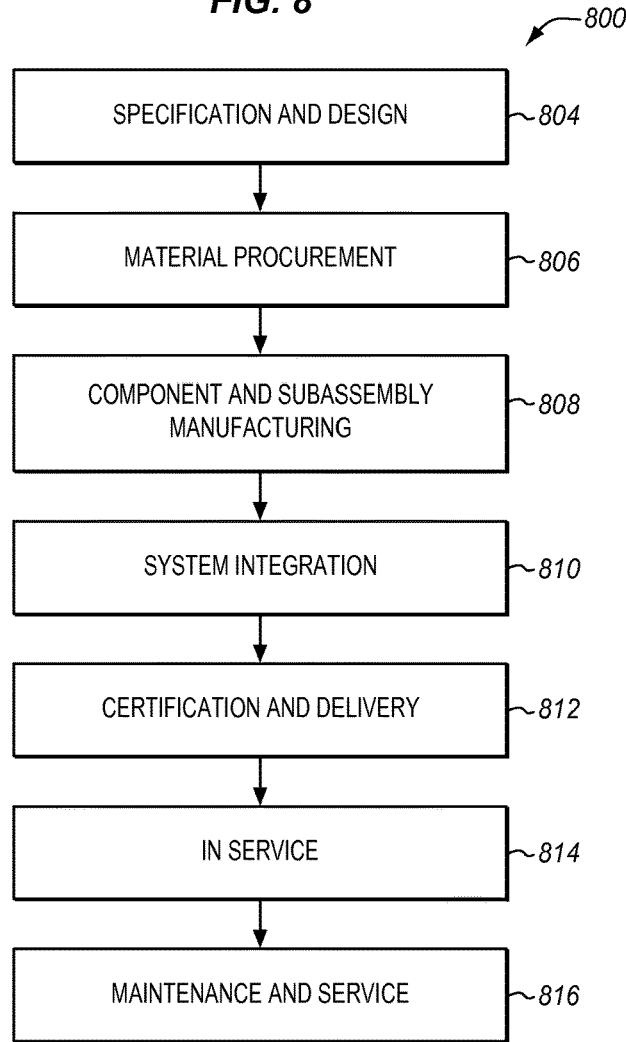 FIG. 8
800
SPECIFICATION AND DESIGN
804
MATERIAL PROCUREMENT
806
COMPONENT AND SUBASSEMBLY
MANUFACTURING
808
SYSTEM INTEGRATION
810
CERTIFICATION AND DELIVERY
812
IN SERVICE
814
MAINTENANCE AND SERVICE
816